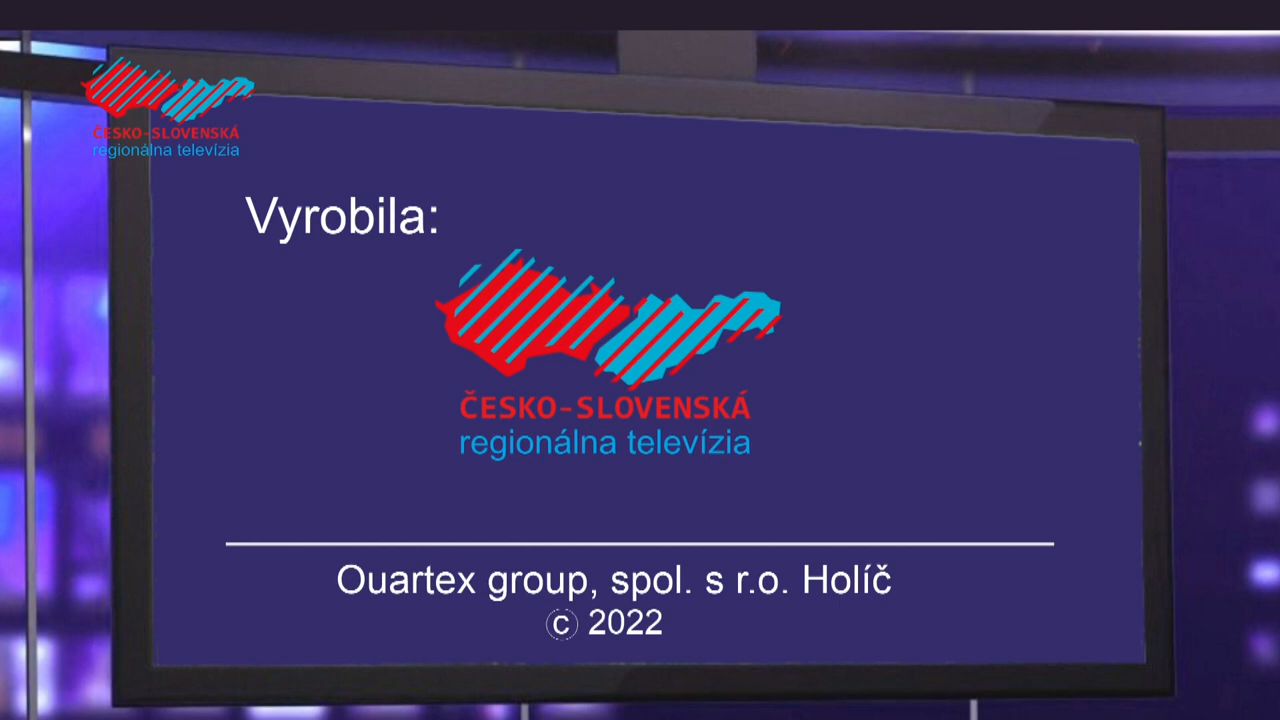 ČESKO-SLOVENSKÁ
regionálna televízia
Vyrobila:
ČESKO-SLOVENSKÁ
regionálna televízia
Ouartex group, spol. s r.o. Holíč
© 2022